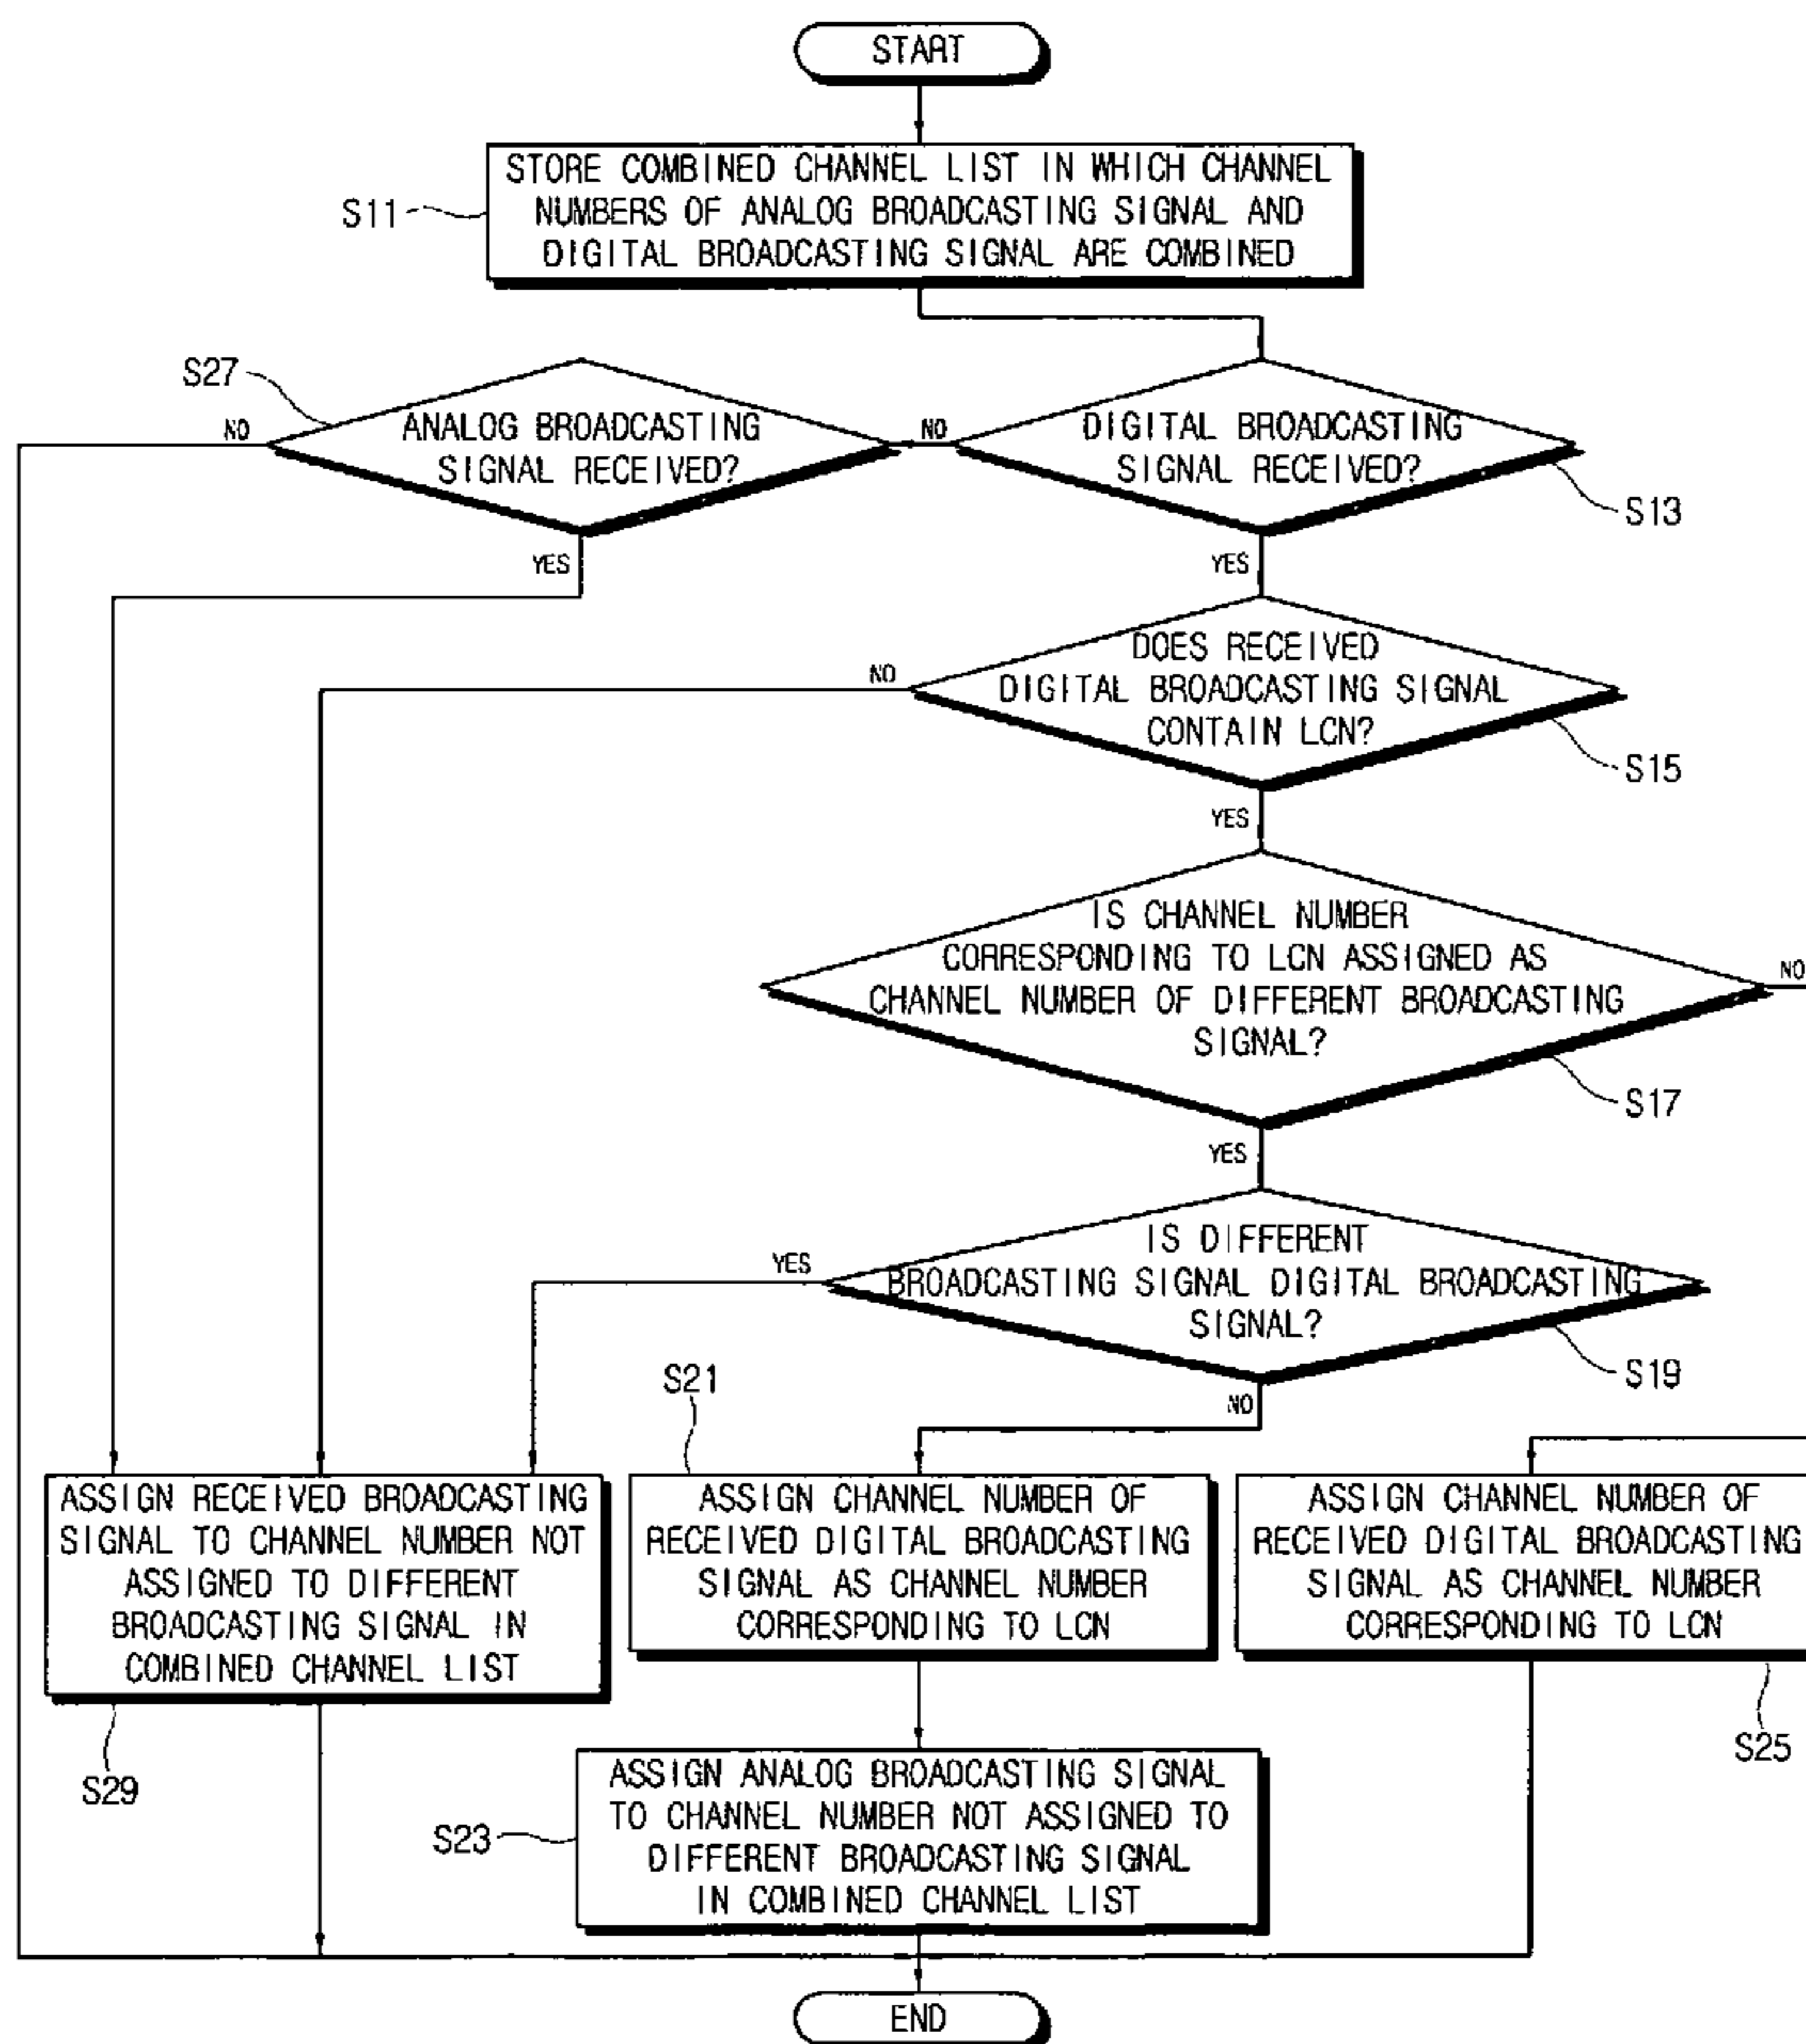 START
STORE COMBINED CHANNEL LIST IN WHICH CHANNEL
NUMBERS OF ANALOG BROADCASTING SIGNAL AND
DIGITAL BROADCASTING SIGNAL ARE COMBINED
S11
S27
ANALOG BROADCASTING
SIGNAL RECEIVED?
NO
YES
NO
DIGITAL BROADCASTING
SIGNAL RECEIVED?
S13
YES
DOES RECEIVED
DIGITAL BROADCASTING SIGNAL
CONTAIN LCN?
NO
S15
YES
IS CHANNEL NUMBER
CORRESPONDING TO LCN ASSIGNED AS
CHANNEL NUMBER OF DIFFERENT BROADCASTING
SIGNAL?
NO
S17
YES
IS DIFFERENT
BROADCASTING SIGNAL DIGITAL BROADCASTING
SIGNAL?
YES
S19
NO
S21
ASSIGN RECEIVED BROADCASTING
SIGNAL TO CHANNEL NUMBER NOT
ASSIGNED TO DIFFERENT
BROADCASTING SIGNAL IN
COMBINED CHANNEL LIST
S29
ASSIGN CHANNEL NUMBER OF
RECEIVED DIGITAL BROADCASTING
SIGNAL AS CHANNEL NUMBER
CORRESPONDING TO LCN
ASSIGN CHANNEL NUMBER OF
RECEIVED DIGITAL BROADCASTING
SIGNAL AS CHANNEL NUMBER
CORRESPONDING TO LCN
S25
S23
ASSIGN ANALOG BROADCASTING SIGNAL
TO CHANNEL NUMBER NOT ASSIGNED TO
DIFFERENT BROADCASTING SIGNAL
IN COMBINED CHANNEL LIST
END